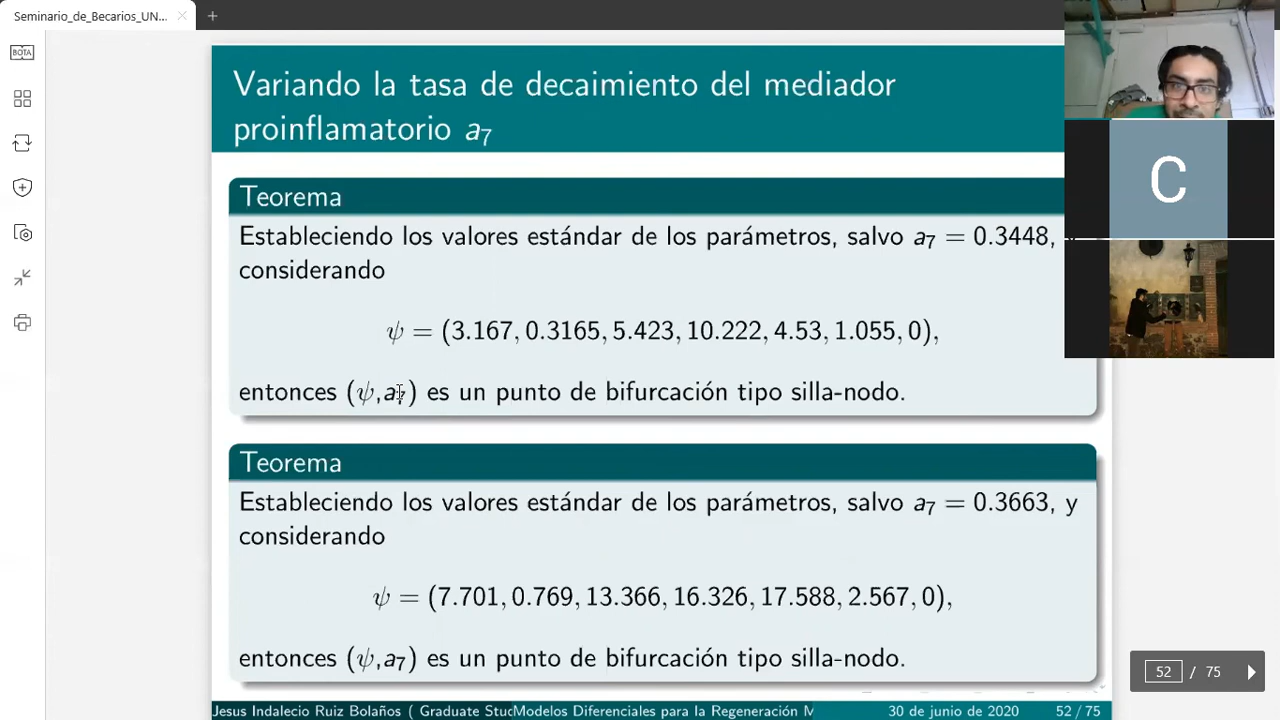 Seminario_de_Becarios_UN...
BOTA
Variando la tasa de decaimiento del mediador
proinflamatorio a₇
Teorema
Estableciendo los valores estándar de los parámetros, salvo a₇ = 0.3448,
considerando
ψ = (3.167, 0.3165, 5.423, 10.222, 4.53, 1.055, 0),
entonces (ψ,a₇) es un punto de bifurcación tipo silla-nodo.
Teorema
Estableciendo los valores estándar de los parámetros, salvo a₇ = 0.3663, y
considerando
ψ = (7.701, 0.769, 13.366, 16.326, 17.588, 2.567, 0),
entonces (ψ,a₇) es un punto de bifurcación tipo silla-nodo.
Jesus Indalecio Ruiz Bolaños ( Graduate Stud Modelos Diferenciales para la Regeneración M 30 de junio de 2020 52 / 75
52 / 75
C